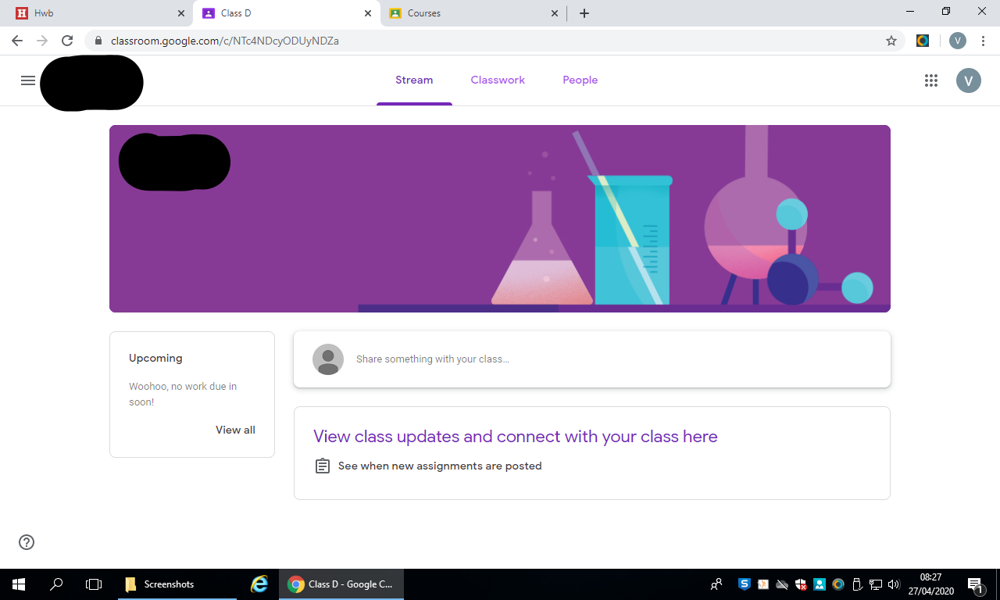 Hwb
Class D
Courses
classroom.google.com/c/NTc4NDcyODUyNDZa
V
Stream
Classwork
People
V
Upcoming
Woohoo, no work due in
soon!
View all
Share something with your class...
View class updates and connect with your class here
See when new assignments are posted
Screenshots
Class D - Google C...
08:27
27/04/2020
1